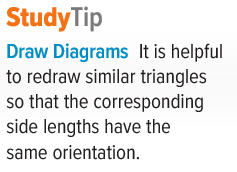 StudyTip
Draw Diagrams It is helpful
to redraw similar triangles
so that the corresponding
side lengths have the
same orientation.